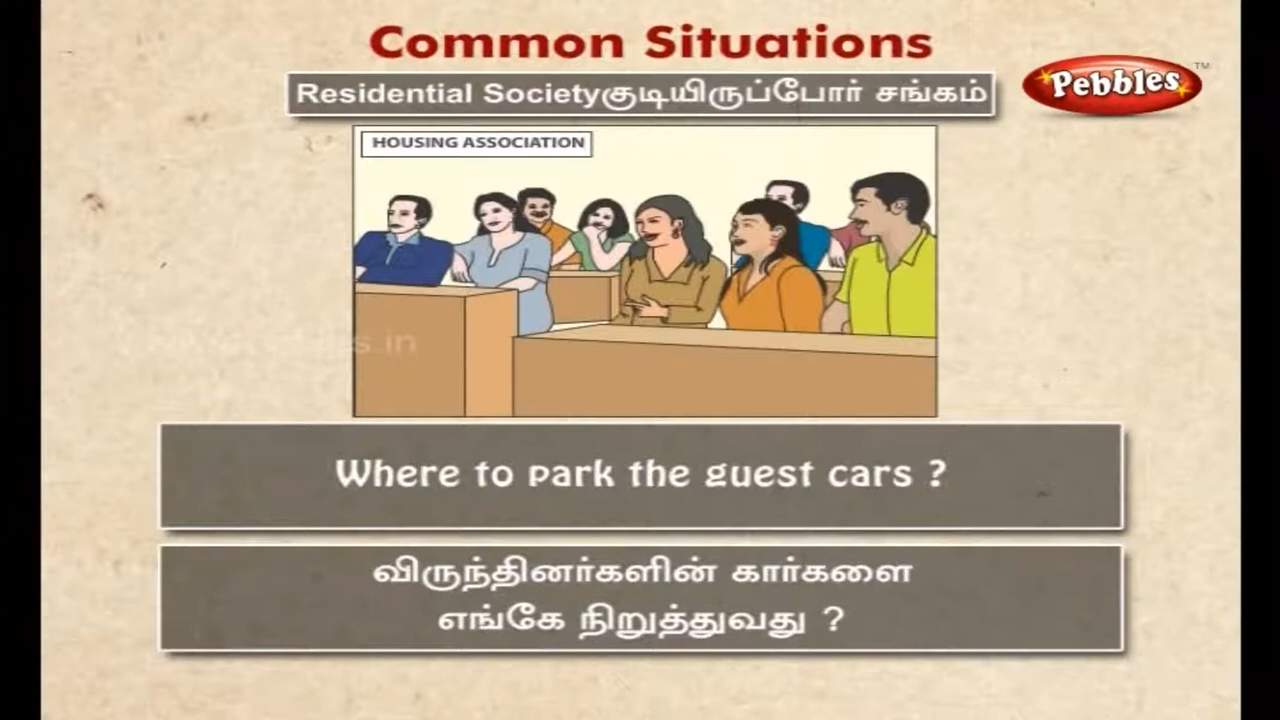 Common Situations
Residential Societyகுடியிருப்போர் சங்கம்
Pebbles TM
HOUSING ASSOCIATION
Where to park the guest cars ?
விருந்தினர்களின் கார்களை
எங்கே நிறுத்துவது ?